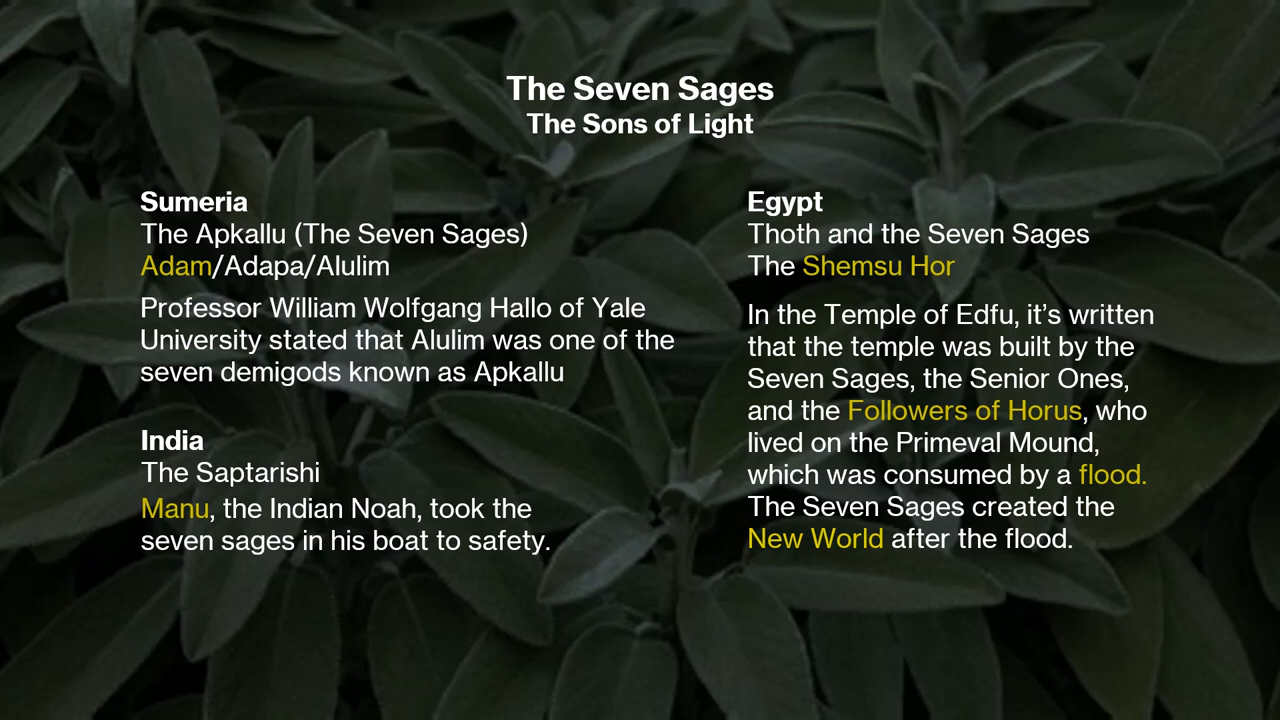 The Seven Sages
The Sons of Light
Sumeria
The Apkallu (The Seven Sages)
Adam/Adapa/Alulim
Professor William Wolfgang Hallo of Yale
University stated that Alulim was one of the
seven demigods known as Apkallu
India
The Saptarishi
Manu, the Indian Noah, took the
seven sages in his boat to safety.
Egypt
Thoth and the Seven Sages
The Shemsu Hor
In the Temple of Edfu, it’s written
that the temple was built by the
Seven Sages, the Senior Ones,
and the Followers of Horus, who
lived on the Primeval Mound,
which was consumed by a flood.
The Seven Sages created the
New World after the flood.